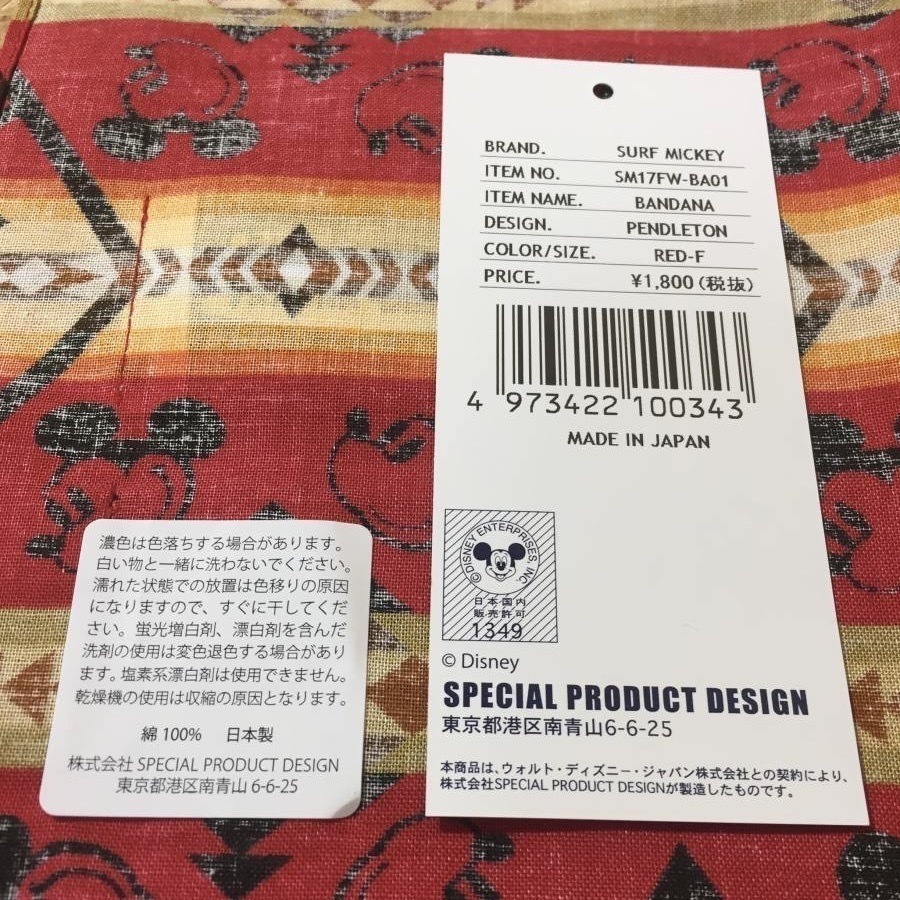 BRAND. SURF MICKEY
ITEM NO. SM17FW-BA01
ITEM NAME. BANDANA
DESIGN. PENDLETON
COLOR/SIZE. RED-F
PRICE. ¥1,800(税抜)
4 973422 100343
MADE IN JAPAN
©DISNEY ENTERPRISES, INC.
日本国内
販売許可
1349
© Disney
SPECIAL PRODUCT DESIGN
東京都港区南青山6-6-25
本商品は、ウォルト・ディズニー・ジャパン株式会社との契約により、
株式会社SPECIAL PRODUCT DESIGNが製造したものです。
濃色は色落ちする場合があります。
白い物と一緒に洗わないでください。
濡れた状態での放置は色移りの原因
になりますので、すぐに干してくだ
さい。蛍光増白剤、漂白剤を含んだ
洗剤の使用は変色退色する場合があり
ます。塩素系漂白剤は使用できません。
乾燥機の使用は収縮の原因となります。
綿 100% 日本製
株式会社 SPECIAL PRODUCT DESIGN
東京都港区南青山 6-6-25